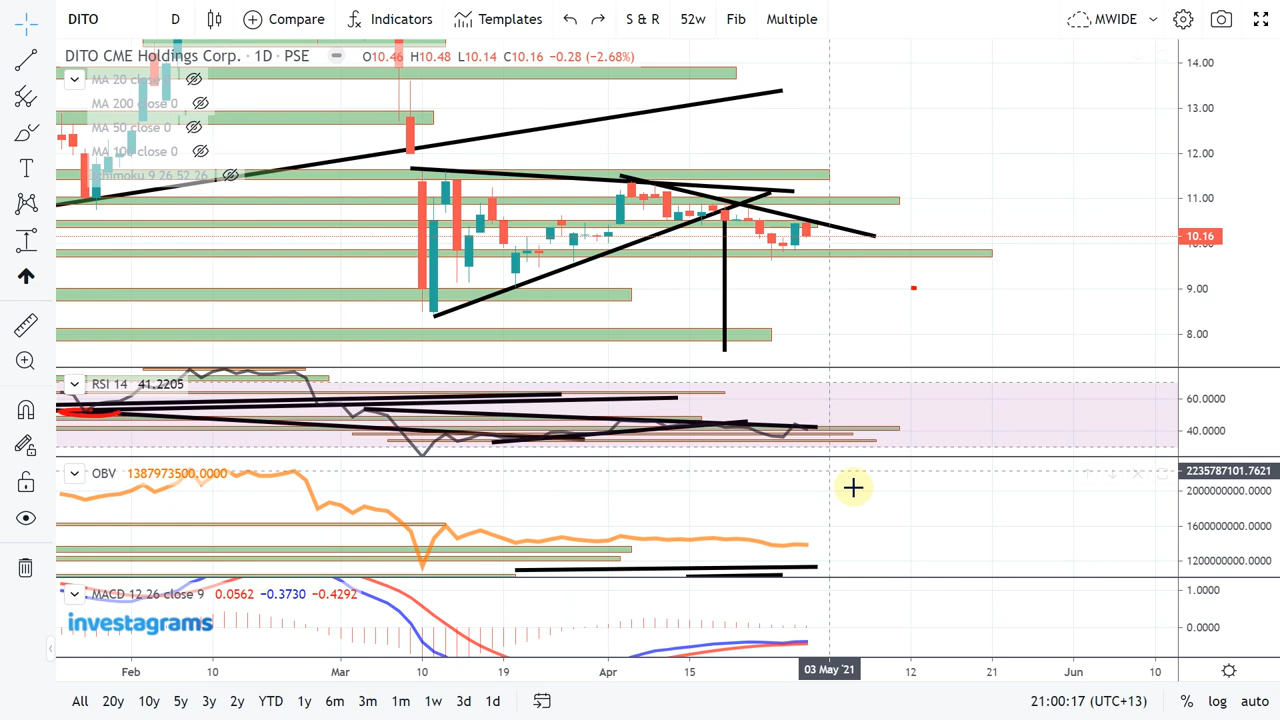 DITO D Compare Indicators Templates S & R 52w Fib Multiple MWIDE
DITO CME Holdings Corp. · 1D · PSE O10.46 H10.48 L10.14 C10.16 −0.28 (−2.68%)
MA 20 close
MA 200 close 0
MA 50 close 0
MA 100 close 0
Ichimoku 9 26 52 26
14.00
13.00
12.00
11.00
10.16
9.00
8.00
RSI 14 41.2205
60.0000
40.0000
OBV 1387973500.0000
2235787101.7621
2000000000.0000
1600000000.0000
1200000000.0000
MACD 12 26 close 9 0.0562 −0.3730 −0.4292
1.0000
0.0000
investagrams
Feb 10 Mar 10 19 Apr 15 03 May '21 12 21 Jun 10
All 20y 10y 5y 3y 2y YTD 1y 6m 3m 1m 1w 3d 1d 21:00:17 (UTC+13) % log auto